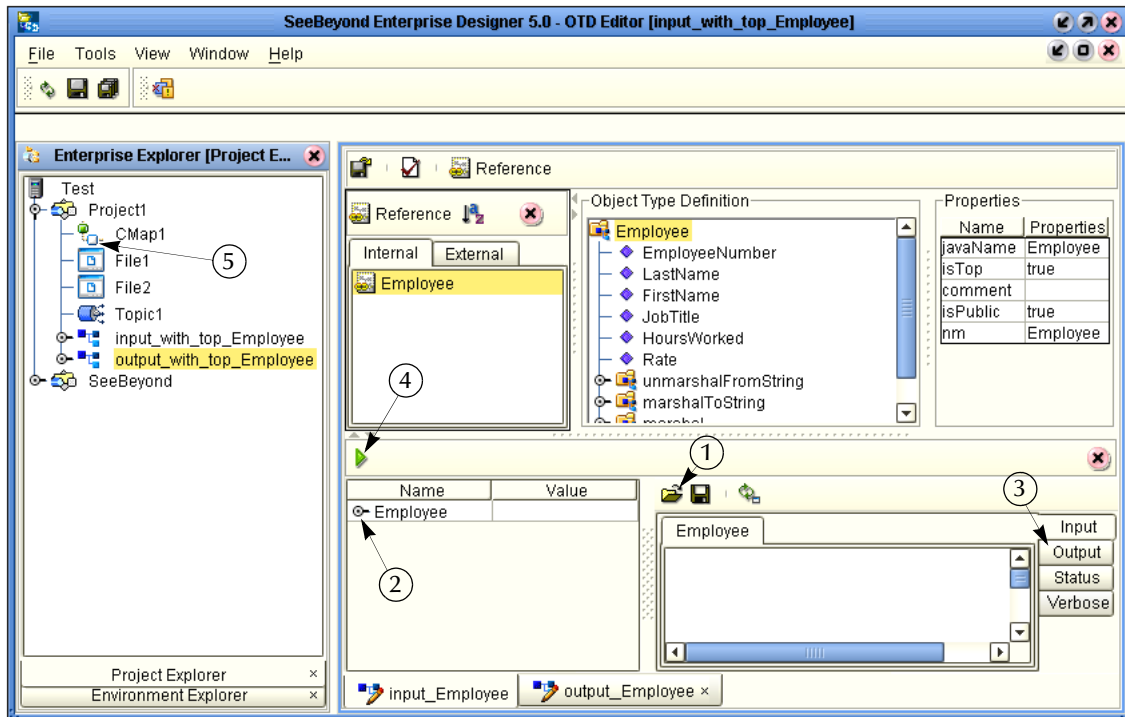 SeeBeyond Enterprise Designer 5.0 - OTD Editor [input_with_top_Employee]
File Tools View Window Help
Enterprise Explorer [Project E...
Test
Project1
CMap1
File1
File2
Topic1
input_with_top_Employee
output_with_top_Employee
SeeBeyond
5
Project Explorer ×
Environment Explorer ×
Reference
Reference
Internal External
Employee
4
Object Type Definition
Employee
EmployeeNumber
LastName
FirstName
JobTitle
HoursWorked
Rate
unmarshalFromString
marshalToString
marshal
Properties
Name Properties
javaName Employee
isTop true
comment
isPublic true
nm Employee
1
Name Value
Employee
2
3
Employee
Input
Output
Status
Verbose
input_Employee output_Employee ×